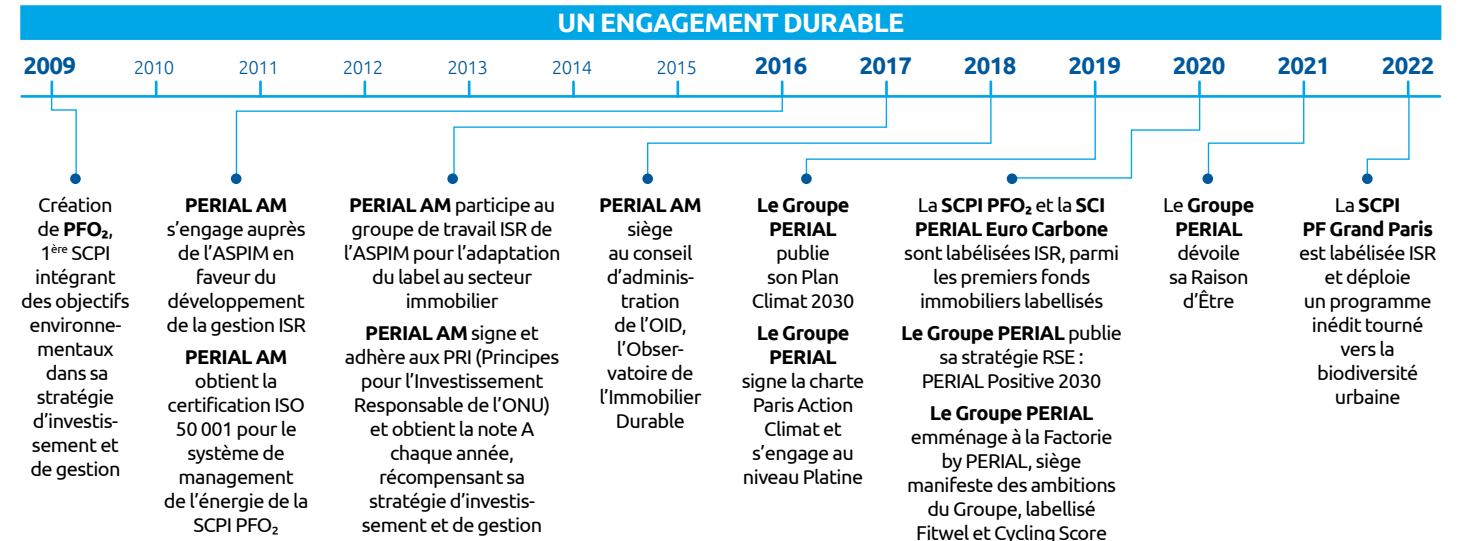 UN ENGAGEMENT DURABLE
2009 2010 2011 2012 2013 2014 2015 2016 2017 2018 2019 2020 2021 2022
Création
de PFO₂,
1ère SCPI
intégrant
des objectifs
environne-
mentaux
dans sa
stratégie
d’investis-
sement et
de gestion
PERIAL AM
s’engage auprès
de l’ASPIM en
faveur du
développement
de la gestion ISR
PERIAL AM
obtient la
certification ISO
50 001 pour le
système de
management
de l’énergie de la
SCPI PFO₂
PERIAL AM participe au
groupe de travail ISR de
l’ASPIM pour l’adaptation
du label au secteur
immobilier
PERIAL AM signe et
adhère aux PRI (Principes
pour l’Investissement
Responsable de l’ONU)
et obtient la note A
chaque année,
récompensant sa
stratégie d’investis-
sement et de gestion
PERIAL AM
siège
au conseil
d’adminis-
tration
de l’OID,
l’Obser-
vatoire de
l’Immobilier
Durable
Le Groupe
PERIAL
publie
son Plan
Climat 2030
Le Groupe
PERIAL
signe la charte
Paris Action
Climat et
s’engage au
niveau Platine
La SCPI PFO₂ et la SCI
PERIAL Euro Carbone
sont labélisées ISR, parmi
les premiers fonds
immobiliers labellisés
Le Groupe PERIAL publie
sa stratégie RSE :
PERIAL Positive 2030
Le Groupe PERIAL
emménage à la Factorie
by PERIAL, siège
manifeste des ambitions
du Groupe, labellisé
Fitwel et Cycling Score
Le Groupe
PERIAL
dévoile
sa Raison
d’Être
La SCPI
PF Grand Paris
est labélisée ISR
et déploie
un programme
inédit tourné
vers la
biodiversité
urbaine